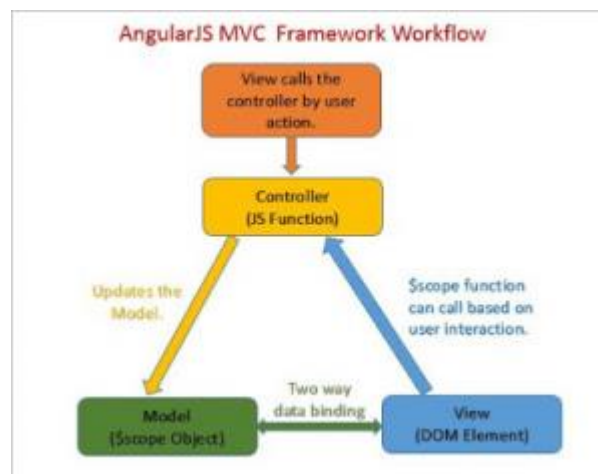 AngularJS MVC Framework Workflow
View calls the
controller by user
action.
Controller
(JS Function)
Updates the
Model.
$scope function
can call based on
user interaction.
Two way
data binding
Model
($scope Object)
View
(DOM Element)